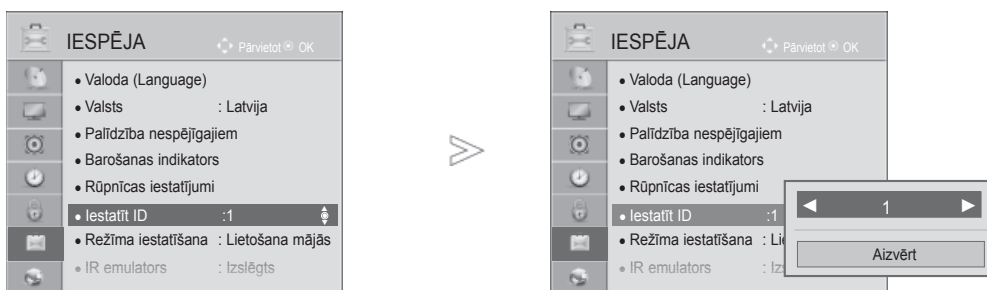 IESPĒJA Pārvietot OK
● Valoda (Language)
● Valsts : Latvija
● Palīdzība nespējīgajiem
● Barošanas indikators
● Rūpnīcas iestatījumi
● Iestatīt ID :1
● Režīma iestatīšana : Lietošana mājās
● IR emulators : Izslēgts
IESPĒJA Pārvietot OK
● Valoda (Language)
● Valsts : Latvija
● Palīdzība nespējīgajiem
● Barošanas indikators
● Rūpnīcas iestatījumi
● Iestatīt ID :1
● Režīma iestatīšana : Li
● IR emulators : Iz
◄ 1 ►
Aizvērt